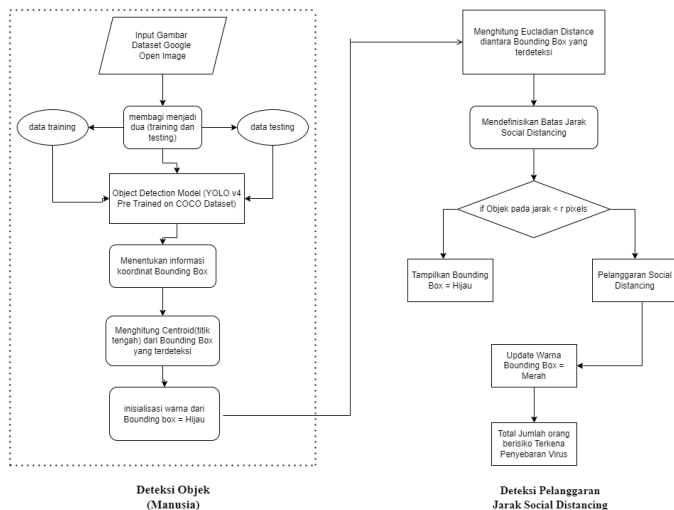 Input Gambar
Dataset Google
Open Image
data training
membagi menjadi
dua (training dan
testing)
data testing
Object Detection Model (YOLO v4
Pre Trained on COCO Dataset)
Menentukan informasi
koordinat Bounding Box
Menghitung Centroid(titik
tengah) dari Bounding Box
yang terdeteksi
inisialisasi warna dari
Bounding box = Hijau
Deteksi Objek
(Manusia)
Menghitung Eucladian Distance
diantara Bounding Box yang
terdeteksi
Mendefinisikan Batas Jarak
Social Distancing
if Objek pada jarak < r pixels
Tampilkan Bounding
Box = Hijau
Pelanggaran Social
Distancing
Update Warna
Bounding Box =
Merah
Total Jumlah orang
berisiko Terkena
Penyebaran Virus
Deteksi Pelanggaran
Jarak Social Distancing